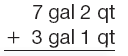 7 gal 2 qt
+ 3 gal 1 qt